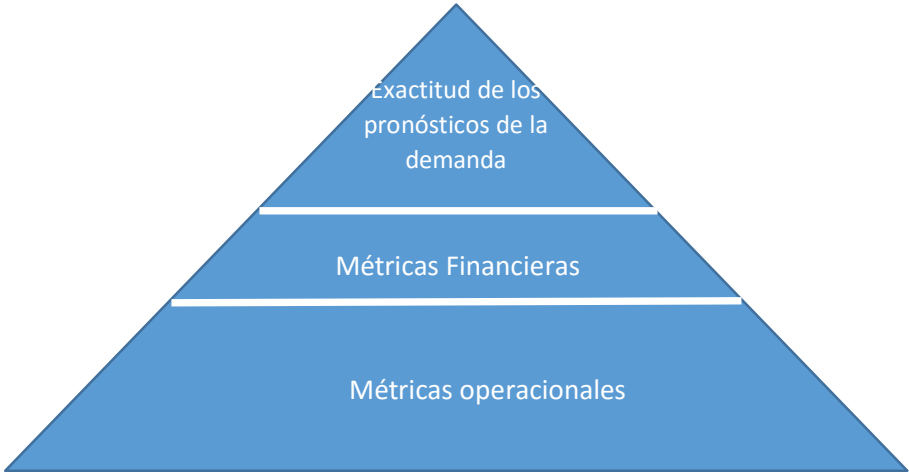 Exactitud de los
pronósticos de la
demanda
Métricas Financieras
Métricas operacionales